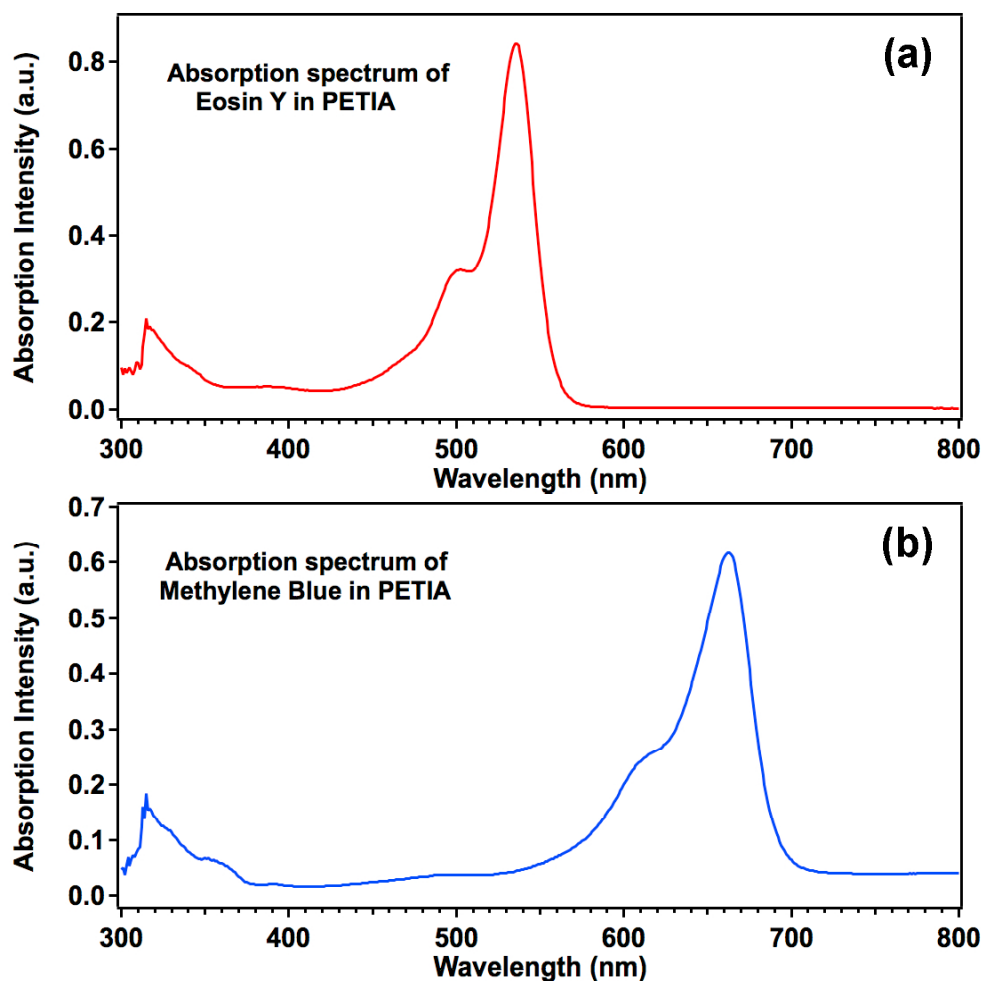 (a)
Absorption spectrum of
Eosin Y in PETIA
Absorption Intensity (a.u.)
0.8
0.6
0.4
0.2
0.0
300 400 500 600 700 800
Wavelength (nm)
(b)
Absorption spectrum of
Methylene Blue in PETIA
Absorption Intensity (a.u.)
0.7
0.6
0.5
0.4
0.3
0.2
0.1
0.0
300 400 500 600 700 800
Wavelength (nm)